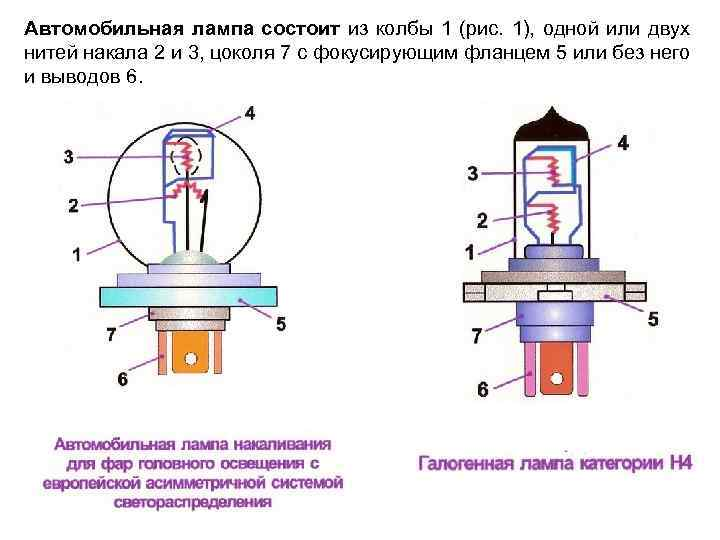 Автомобильная лампа состоит из колбы 1 (рис. 1), одной или двух
нитей накала 2 и 3, цоколя 7 с фокусирующим фланцем 5 или без него
и выводов 6.
4
3
2
1
5
7
6
4
3
2
1
5
7
6
Автомобильная лампа накаливания
для фар головного освещения с
европейской асимметричной системой
светораспределения
Галогенная лампа категории Н4